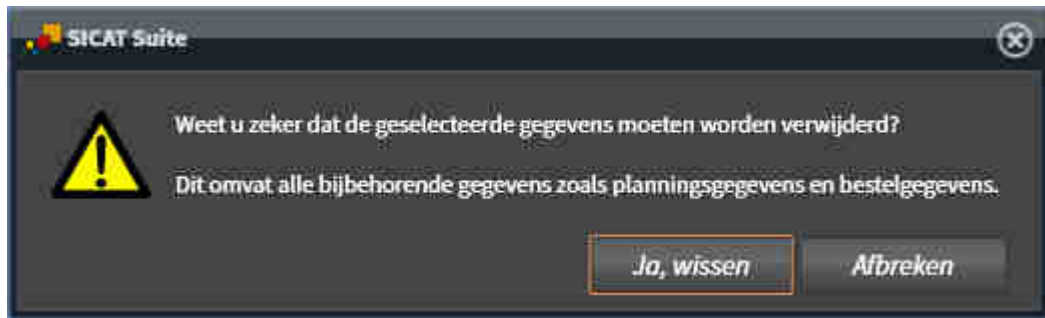 SICAT Suite
Weet u zeker dat de geselecteerde gegevens moeten worden verwijderd?
Dit omvat alle bijbehorende gegevens zoals planningsgegevens en bestelgegevens.
Ja, wissen
Afbreken